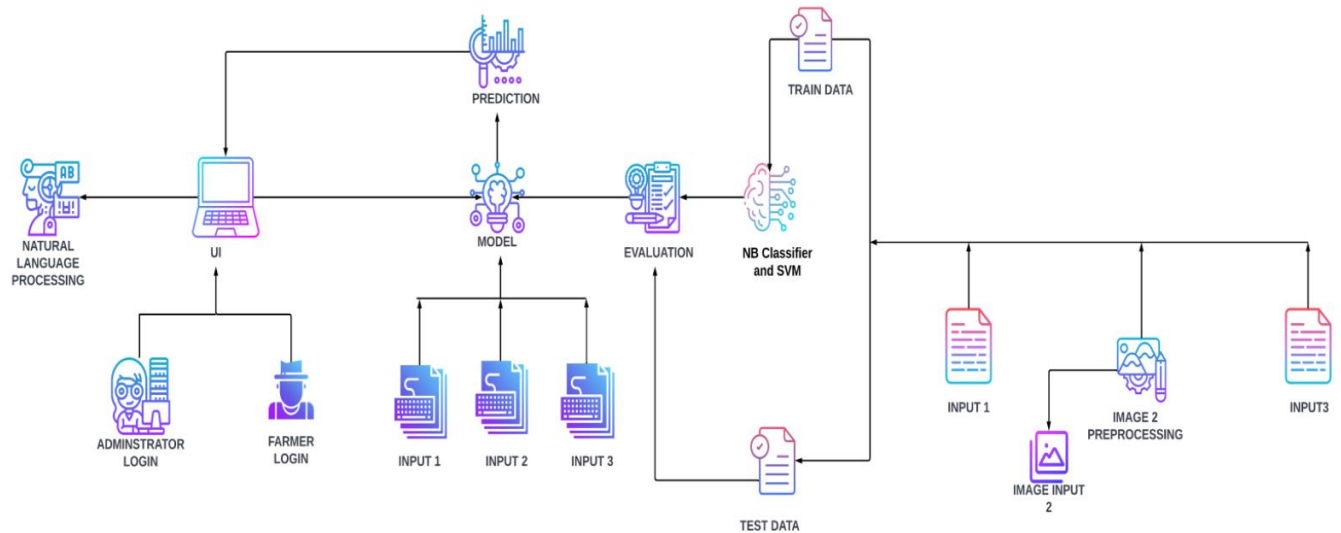 PREDICTION
TRAIN DATA
AB
NATURAL
LANGUAGE
PROCESSING
UI
MODEL
EVALUATION
NB Classifier
and SVM
ADMINSTRATOR
LOGIN
FARMER
LOGIN
INPUT 1
INPUT 2
INPUT 3
TEST DATA
INPUT 1
IMAGE 2
PREPROCESSING
INPUT3
IMAGE INPUT
2